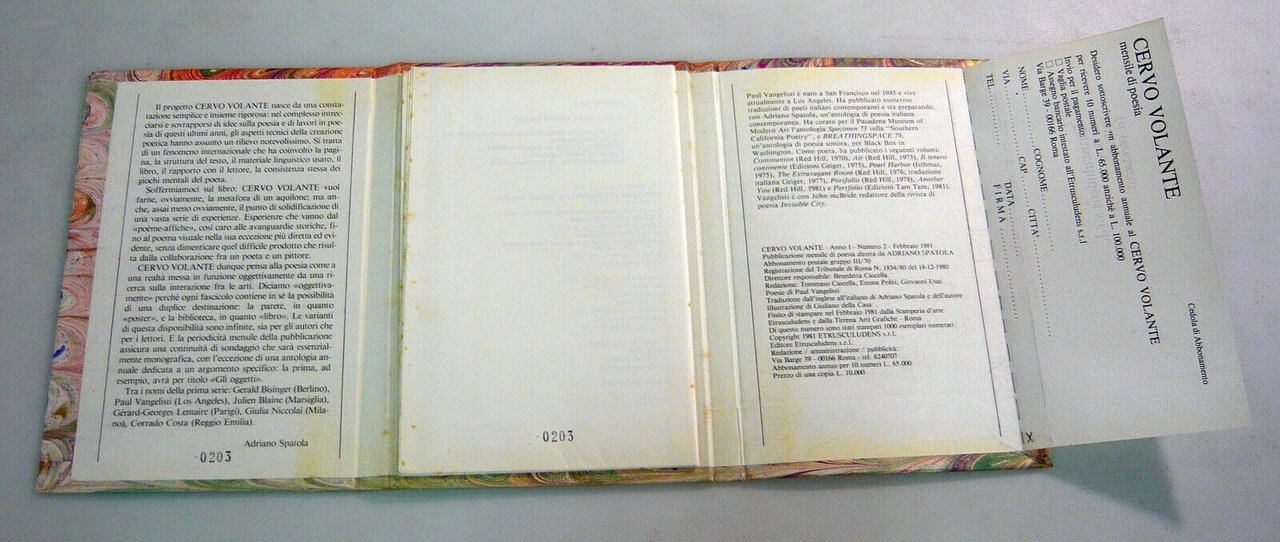 Il progetto CERVO VOLANTE nasce da una consta-
tazione semplice e insieme rigorosa: nel complesso intrec-
ciarsi e sovrapporsi di idee sulla poesia e di lavori in poe-
sia di questi ultimi anni, gli aspetti tecnici della creazione
poetica hanno assunto un rilievo notevolissimo. Si tratta
di un fenomeno internazionale che ha coinvolto la pagi-
na, la struttura del testo, il materiale linguistico usato, il
libro, il rapporto con il lettore, la consistenza stessa dei
giochi mentali del poeta.
Soffermiamoci sul libro: CERVO VOLANTE vuol
farne, ovviamente, la metafora di un aquilone; ma an-
che, assai meno ovviamente, il punto di solidificazione di
una vasta serie di esperienze. Esperienze che vanno dal
«poème-affiche», così caro alle avanguardie storiche, fi-
no al poema visuale nella sua eccezione più diretta ed evi-
dente, senza dimenticare quel difficile prodotto che risul-
ta dalla collaborazione fra un poeta e un pittore.
CERVO VOLANTE dunque pensa alla poesia come a
una realtà messa in funzione oggettivamente da una ri-
cerca sulla interazione fra le arti. Diciamo «oggettiva-
mente» perché ogni fascicolo contiene in sé la possibilità
di una duplice destinazione: la parete, in quanto
«poster», e la biblioteca, in quanto «libro». Le varianti
di questa disponibilità sono infinite, sia per gli autori che
per i lettori. E la periodicità mensile della pubblicazione
assicura una continuità di sondaggio che sarà essenzial-
mente monografica, con l'eccezione di una antologia an-
nuale dedicata a un argomento specifico: la prima, ad
esempio, avrà per titolo «Gli oggetti».
Tra i nomi della prima serie: Gerald Bisinger (Berlino),
Paul Vangelisti (Los Angeles), Julien Blaine (Marsiglia),
Gérard-Georges Lemaire (Parigi), Giulia Niccolai (Mila-
no), Corrado Costa (Reggio Emilia).
Adriano Spatola
0203
0203
Paul Vangelisti è nato a San Francisco nel 1945 e vive
attualmente a Los Angeles. Ha pubblicato numerose
traduzioni di poeti italiani contemporanei e sta preparando,
con Adriano Spatola, un'antologia di poesia italiana
contemporanea. Ha curato per il Pasadena Museum of
Modern Art l'antologia Specimen 73 sulla "Southern
California Poetry", e BREATHINGSPACE 79,
un'antologia di poesia sonora, per Black Box in
Washington. Come poeta, ha pubblicato i seguenti volumi:
Communion (Red Hill, 1970), Air (Red Hill, 1973), Il tenero
continente (Edizioni Geiger, 1975), Pearl Harbor (Isthmus,
1975), The Extravagant Room (Red Hill, 1976; traduzione
italiana Geiger, 1977), Portfolio (Red Hill, 1978), Another
You (Red Hill, 1981) e Portfolio (Edizioni Tam Tam, 1981).
Vangelisti è con John McBride redattore della rivista di
poesia Invisible City.
CERVO VOLANTE - Anno 1 - Numero 2 - Febbraio 1981
Pubblicazione mensile di poesia diretta da ADRIANO SPATOLA
Abbonamento postale gruppo III/70
Registrazione del Tribunale di Roma N. 1834/80 del 18-12-1980
Direttore responsabile: Benedetta Cascella
Redazione: Tommaso Cascella, Emma Politi, Giovanni Usai
Poesie di Paul Vangelisti
Traduzione dall'inglese all'italiano di Adriano Spatola e dell'autore
Illustrazione di Giuliano della Casa
Finito di stampare nel Febbraio 1981 dalla Stamperia d'arte
Etrusculudens e dalla Tirrena Arti Grafiche - Roma.
Di questo numero sono stati stampati 1000 esemplari numerati
Copyright 1981 ETRUSCULUDENS s.r.l.
Editore Etrusculudens s.r.l.
Redazione / amministrazione / pubblicità:
Via Barge 39 - 00166 Roma - tel. 6240707
Abbonamento annuo per 10 numeri L. 65.000
Prezzo di una copia L. 10.000
Cedola di Abbonamento
CERVO VOLANTE
mensile di poesia
Desidero sottoscrivere un abbonamento annuale al CERVO VOLANTE
per ricevere 10 numeri a L. 65.000 anziché a L. 100.000
Invio per il pagamento:
☐ Vaglia postale
☐ Assegno bancario intestato all'Etrusculudens s.r.l
Via Barge 39 00166 Roma
NOME COGNOME
VIA CAP CITTÀ
TEL. DATA
FIRMA